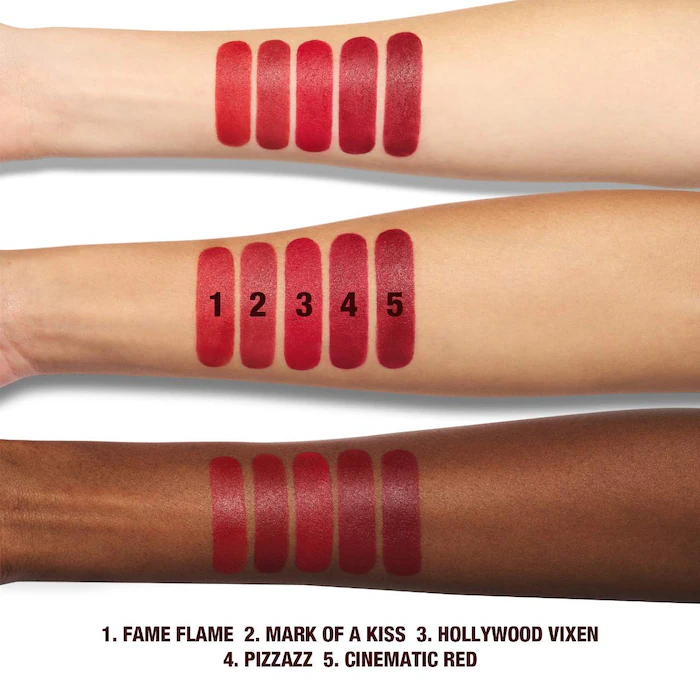 1 2 3 4 5
1. FAME FLAME 2. MARK OF A KISS 3. HOLLYWOOD VIXEN
4. PIZZAZZ 5. CINEMATIC RED